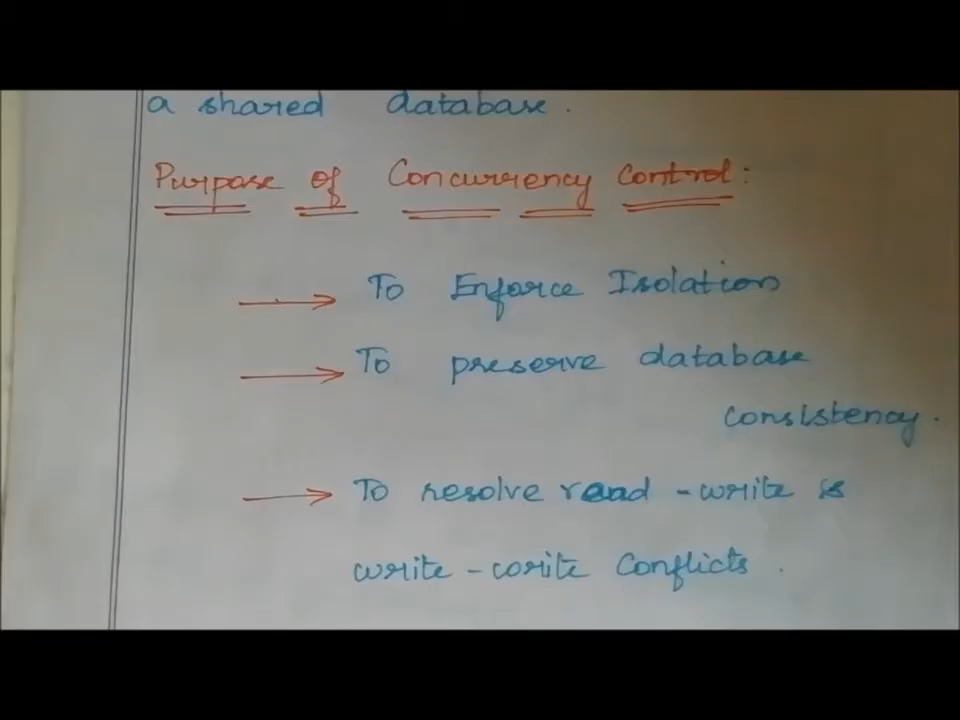 a shared database.
Purpose of Concurrency Control:
To Enforce Isolation
To preserve database
consistency.
To resolve read-write &
write-write Conflicts.